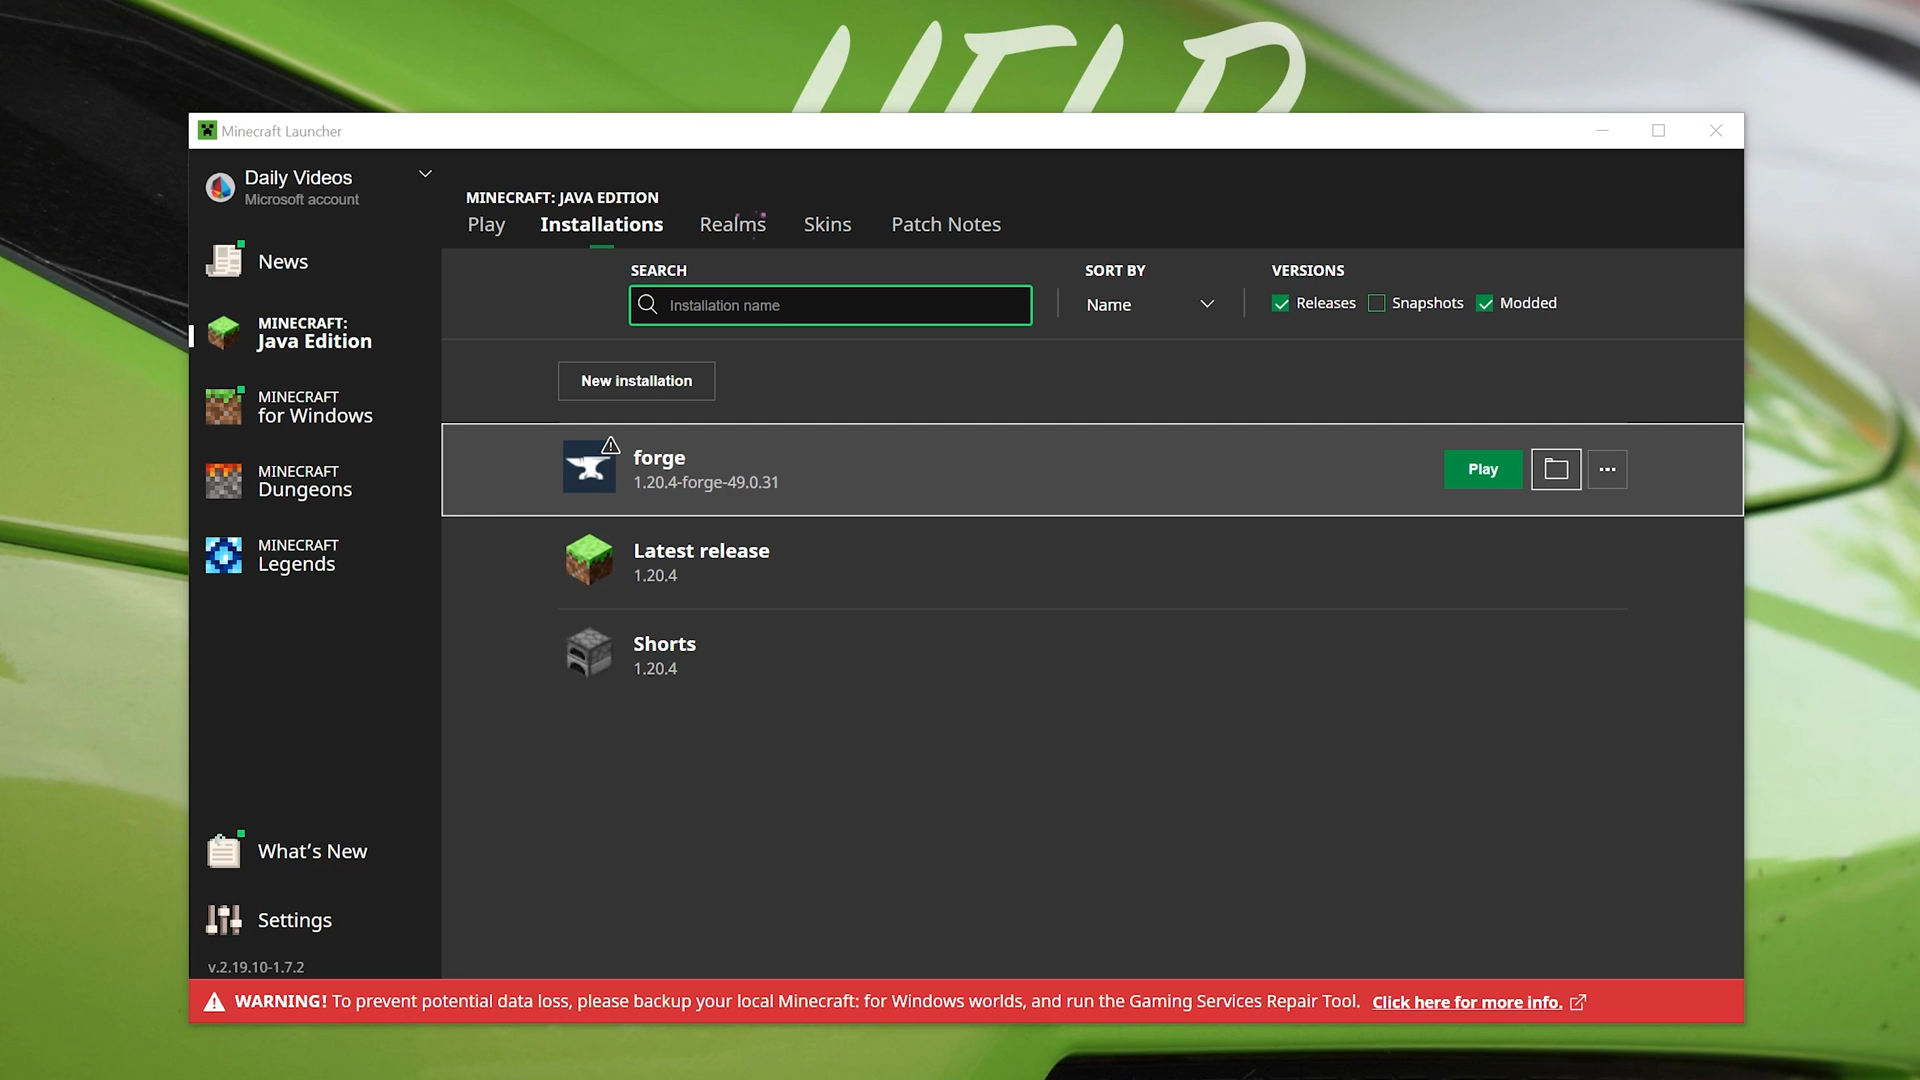 HELP
Minecraft Launcher
Daily Videos
Microsoft account
News
MINECRAFT:
Java Edition
MINECRAFT
for Windows
MINECRAFT
Dungeons
MINECRAFT
Legends
What's New
Settings
v.2.19.10-1.7.2
MINECRAFT: JAVA EDITION
Play Installations Realms Skins Patch Notes
SEARCH SORT BY VERSIONS
Installation name Name Releases Snapshots Modded
New installation
forge
1.20.4-forge-49.0.31
Play
Latest release
1.20.4
Shorts
1.20.4
WARNING! To prevent potential data loss, please backup your local Minecraft: for Windows worlds, and run the Gaming Services Repair Tool. Click here for more info.